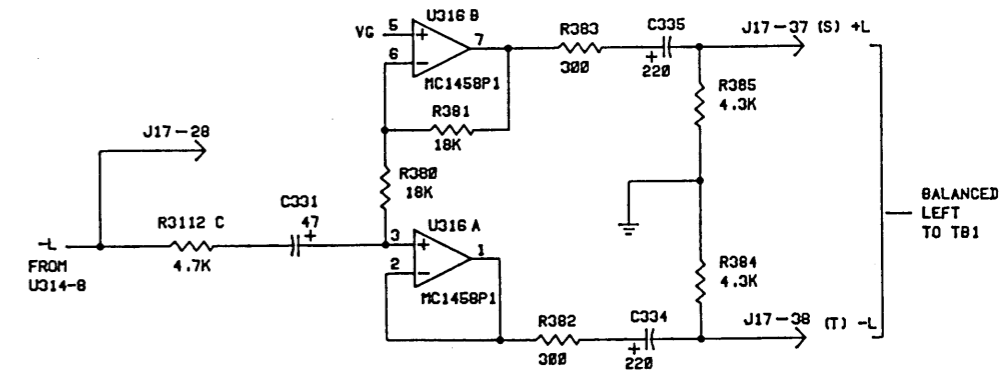 U316 B
C335
J17-37 (S) +L
R383
VG
5
+
7
6
−
300
+
220
MC1458P1
R385
4.3K
R381
18K
J17-28
R380
18K
C331
47
+
R3112 C
4.7K
-L
FROM
U314-8
U316 A
3
+
1
2
−
MC1458P1
BALANCED
LEFT
TO TB1
R384
4.3K
R382
300
C334
+
220
J17-38 (T) -L